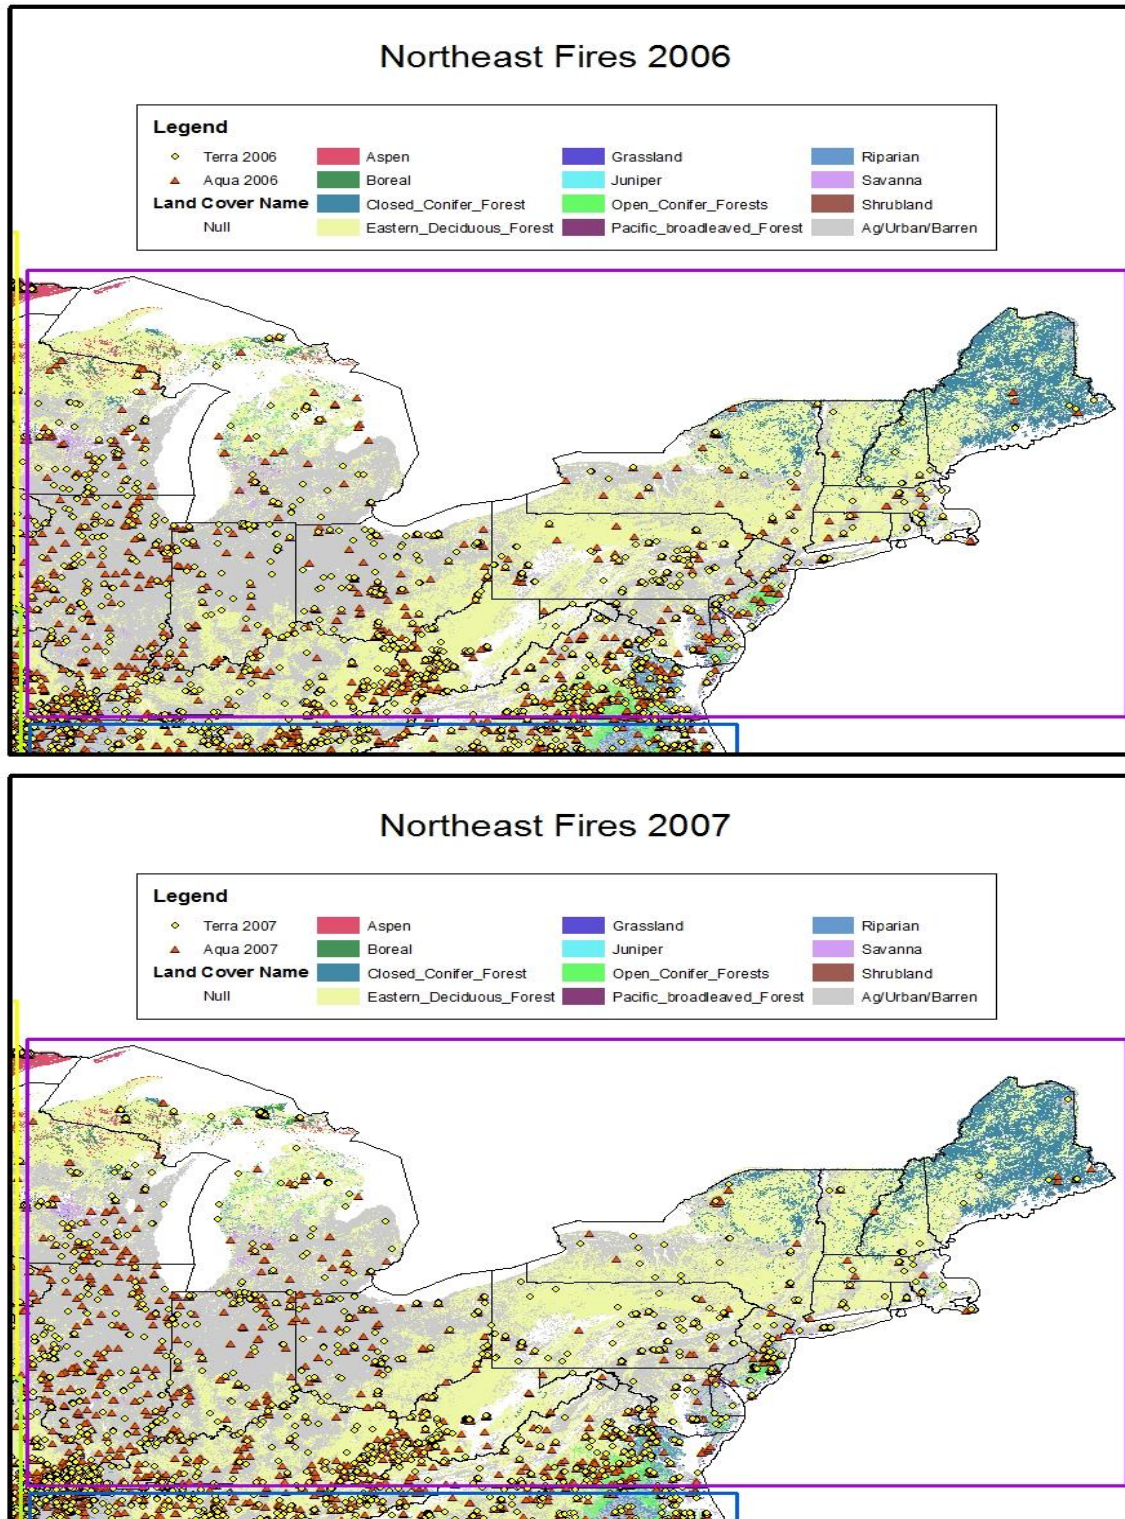 Northeast Fires 2006
Legend
Terra 2006 Aspen Grassland Riparian
Aqua 2006 Boreal Juniper Savanna
Land Cover Name Closed_Conifer_Forest Open_Conifer_Forests Shrubland
Null Eastern_Deciduous_Forest Pacific_broadleaved_Forest Ag/Urban/Barren
Northeast Fires 2007
Legend
Terra 2007 Aspen Grassland Riparian
Aqua 2007 Boreal Juniper Savanna
Land Cover Name Closed_Conifer_Forest Open_Conifer_Forests Shrubland
Null Eastern_Deciduous_Forest Pacific_broadleaved_Forest Ag/Urban/Barren